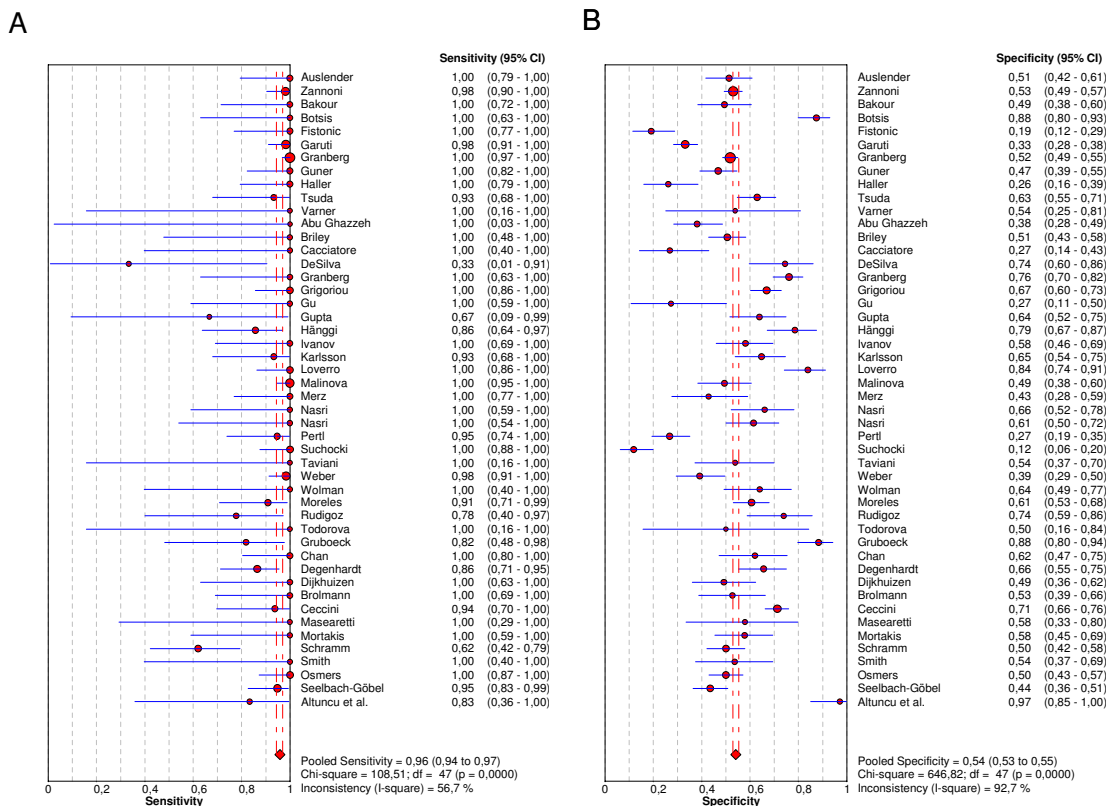 A
B
Sensitivity (95% CI)
Specificity (95% CI)
Auslender 1,00 (0,79 - 1,00) Auslender 0,51 (0,42 - 0,61)
Zannoni 0,98 (0,90 - 1,00) Zannoni 0,53 (0,49 - 0,57)
Bakour 1,00 (0,72 - 1,00) Bakour 0,49 (0,38 - 0,60)
Botsis 1,00 (0,63 - 1,00) Botsis 0,88 (0,80 - 0,93)
Fistonic 1,00 (0,77 - 1,00) Fistonic 0,19 (0,12 - 0,29)
Garuti 0,98 (0,91 - 1,00) Garuti 0,33 (0,28 - 0,38)
Granberg 1,00 (0,97 - 1,00) Granberg 0,52 (0,49 - 0,55)
Guner 1,00 (0,82 - 1,00) Guner 0,47 (0,39 - 0,55)
Haller 1,00 (0,79 - 1,00) Haller 0,26 (0,16 - 0,39)
Tsuda 0,93 (0,68 - 1,00) Tsuda 0,63 (0,55 - 0,71)
Varner 1,00 (0,16 - 1,00) Varner 0,54 (0,25 - 0,81)
Abu Ghazzeh 1,00 (0,03 - 1,00) Abu Ghazzeh 0,38 (0,28 - 0,49)
Briley 1,00 (0,48 - 1,00) Briley 0,51 (0,43 - 0,58)
Cacciatore 1,00 (0,40 - 1,00) Cacciatore 0,27 (0,14 - 0,43)
DeSilva 0,33 (0,01 - 0,91) DeSilva 0,74 (0,60 - 0,86)
Granberg 1,00 (0,63 - 1,00) Granberg 0,76 (0,70 - 0,82)
Grigoriou 1,00 (0,86 - 1,00) Grigoriou 0,67 (0,60 - 0,73)
Gu 1,00 (0,59 - 1,00) Gu 0,27 (0,11 - 0,50)
Gupta 0,67 (0,09 - 0,99) Gupta 0,64 (0,52 - 0,75)
Hänggi 0,86 (0,64 - 0,97) Hänggi 0,79 (0,67 - 0,87)
Ivanov 1,00 (0,69 - 1,00) Ivanov 0,58 (0,46 - 0,69)
Karlsson 0,93 (0,68 - 1,00) Karlsson 0,65 (0,54 - 0,75)
Loverro 1,00 (0,86 - 1,00) Loverro 0,84 (0,74 - 0,91)
Malinova 1,00 (0,95 - 1,00) Malinova 0,49 (0,38 - 0,60)
Merz 1,00 (0,77 - 1,00) Merz 0,43 (0,28 - 0,59)
Nasri 1,00 (0,59 - 1,00) Nasri 0,66 (0,52 - 0,78)
Nasri 1,00 (0,54 - 1,00) Nasri 0,61 (0,50 - 0,72)
Pertl 0,95 (0,74 - 1,00) Pertl 0,27 (0,19 - 0,35)
Suchocki 1,00 (0,88 - 1,00) Suchocki 0,12 (0,06 - 0,20)
Taviani 1,00 (0,16 - 1,00) Taviani 0,54 (0,37 - 0,70)
Weber 0,98 (0,91 - 1,00) Weber 0,39 (0,29 - 0,50)
Wolman 1,00 (0,40 - 1,00) Wolman 0,64 (0,49 - 0,77)
Moreles 0,91 (0,71 - 0,99) Moreles 0,61 (0,53 - 0,68)
Rudigoz 0,78 (0,40 - 0,97) Rudigoz 0,74 (0,59 - 0,86)
Todorova 1,00 (0,16 - 1,00) Todorova 0,50 (0,16 - 0,84)
Gruboeck 0,82 (0,48 - 0,98) Gruboeck 0,88 (0,80 - 0,94)
Chan 1,00 (0,80 - 1,00) Chan 0,62 (0,47 - 0,75)
Degenhardt 0,86 (0,71 - 0,95) Degenhardt 0,66 (0,55 - 0,75)
Dijkhuizen 1,00 (0,63 - 1,00) Dijkhuizen 0,49 (0,36 - 0,62)
Brolmann 1,00 (0,69 - 1,00) Brolmann 0,53 (0,39 - 0,66)
Ceccini 0,94 (0,70 - 1,00) Ceccini 0,71 (0,66 - 0,76)
Masearetti 1,00 (0,29 - 1,00) Masearetti 0,58 (0,33 - 0,80)
Mortakis 1,00 (0,59 - 1,00) Mortakis 0,58 (0,45 - 0,69)
Schramm 0,62 (0,42 - 0,79) Schramm 0,50 (0,42 - 0,58)
Smith 1,00 (0,40 - 1,00) Smith 0,54 (0,37 - 0,69)
Osmers 1,00 (0,87 - 1,00) Osmers 0,50 (0,43 - 0,57)
Seelbach-Göbel 0,95 (0,83 - 0,99) Seelbach-Göbel 0,44 (0,36 - 0,51)
Altuncu et al. 0,83 (0,36 - 1,00) Altuncu et al. 0,97 (0,85 - 1,00)
Pooled Sensitivity = 0,96 (0,94 to 0,97) Pooled Specificity = 0,54 (0,53 to 0,55)
Chi-square = 108,51; df = 47 (p = 0,0000) Chi-square = 646,82; df = 47 (p = 0,0000)
Inconsistency (I-square) = 56,7 % Inconsistency (I-square) = 92,7 %
0 0,2 0,4 0,6 0,8 1 0 0,2 0,4 0,6 0,8 1
Sensitivity Specificity